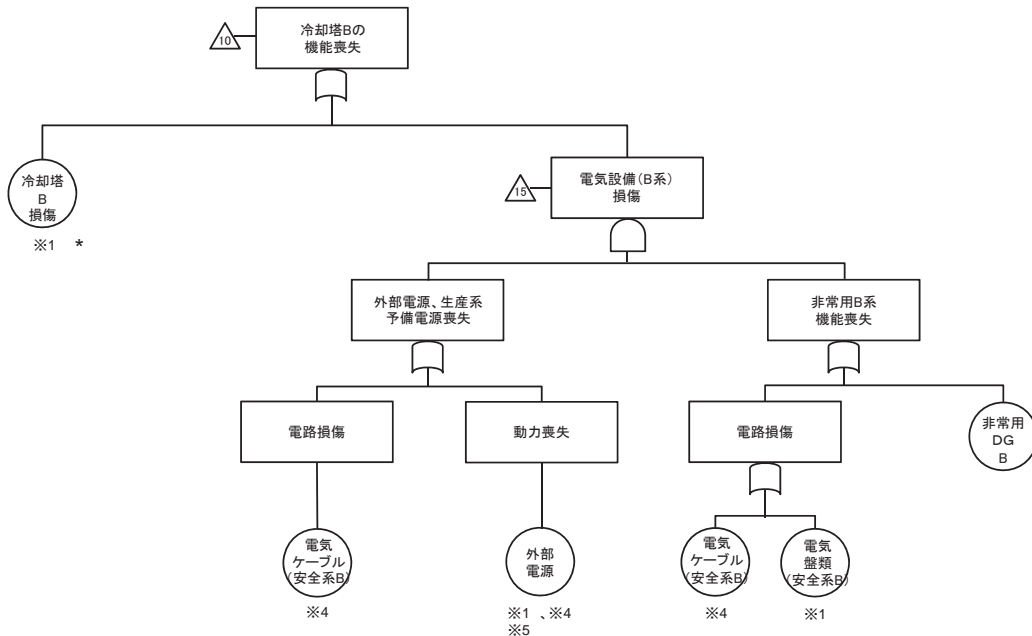 冷却塔Bの
機能喪失
10
冷却塔
B
損傷
※1 *
電気設備（B系）
損傷
15
外部電源、生産系
予備電源喪失
非常用B系
機能喪失
電路損傷
動力喪失
電路損傷
非常用
DG
B
電気
ケーブル
(安全系B)
※4
外部
電源
※1 、※4
※5
電気
ケーブル
(安全系B)
※4
電気
盤類
(安全系B)
※1